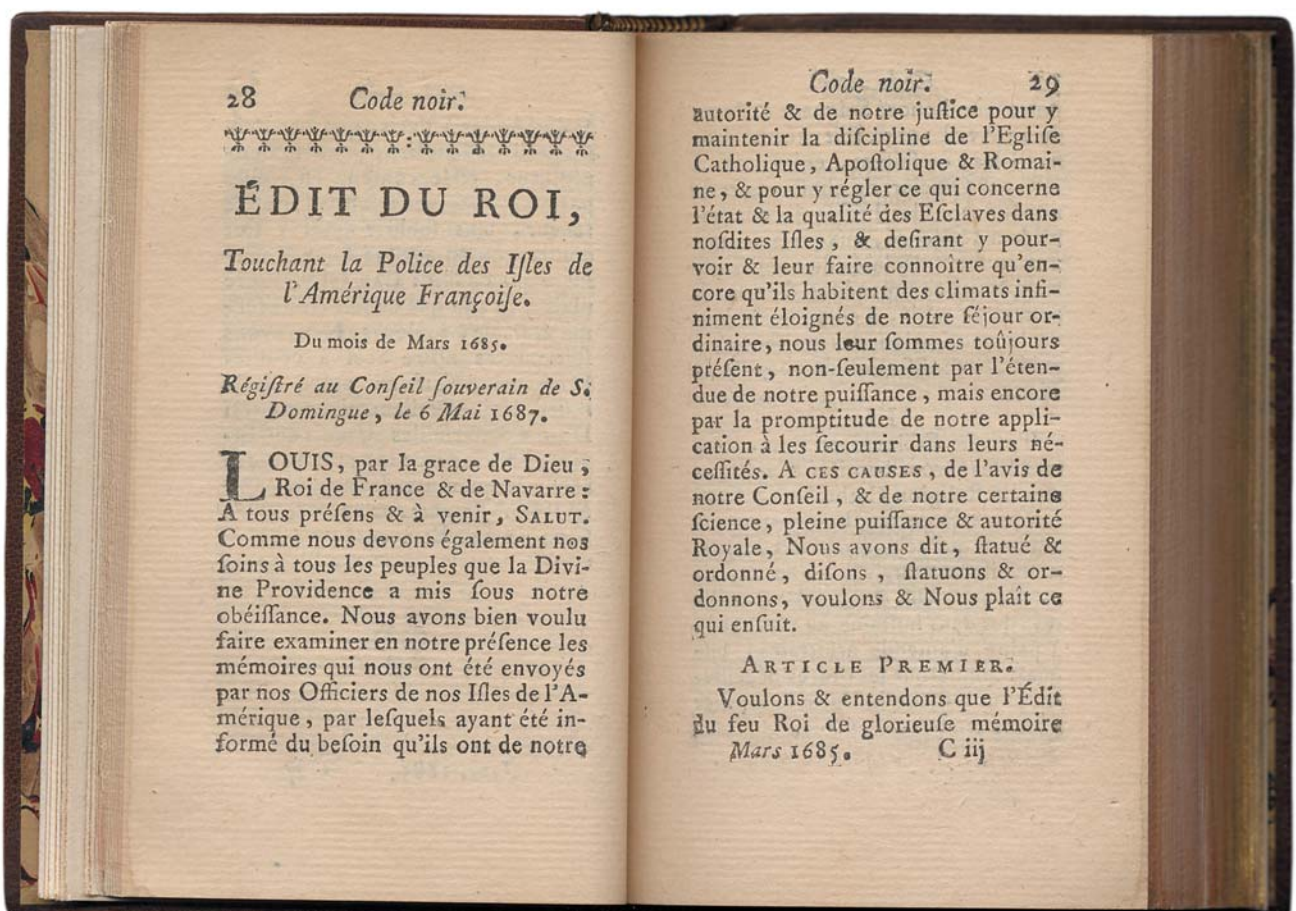 28 Code noir.
ÉDIT DU ROI,
Touchant la Police des Iſles de
l'Amérique Françoiſe.
Du mois de Mars 1685.
Régiſtré au Conſeil ſouverain de S.
Domingue, le 6 Mai 1687.
LOUIS, par la grace de Dieu ;
Roi de France & de Navarre :
A tous préſens & à venir, SALUT.
Comme nous devons également nos
ſoins à tous les peuples que la Divi-
ne Providence a mis ſous notre
obéiſſance. Nous avons bien voulu
faire examiner en notre préſence les
mémoires qui nous ont été envoyés
par nos Officiers de nos Iſles de l'A-
mérique, par leſquels ayant été in-
formé du beſoin qu'ils ont de notre
Code noir. 29
autorité & de notre juſtice pour y
maintenir la diſcipline de l'Egliſe
Catholique, Apoſtolique & Romai-
ne, & pour y régler ce qui concerne
l'état & la qualité des Eſclaves dans
noſdites Iſles, & deſirant y pour-
voir & leur faire connoître qu'en-
core qu'ils habitent des climats infi-
niment éloignés de notre ſéjour or-
dinaire, nous leur ſommes toûjours
préſent, non-ſeulement par l'éten-
due de notre puiſſance, mais encore
par la promptitude de notre appli-
cation à les ſecourir dans leurs né-
ceſſités. A CES CAUSES, de l'avis de
notre Conſeil, & de notre certaine
ſcience, pleine puiſſance & autorité
Royale, Nous avons dit, ſtatué &
ordonné, diſons, ſtatuons & or-
donnons, voulons & Nous plaît ce
qui enſuit.
ARTICLE PREMIER.
Voulons & entendons que l'Édit
du feu Roi de glorieuſe mémoire
Mars 1685. C iij